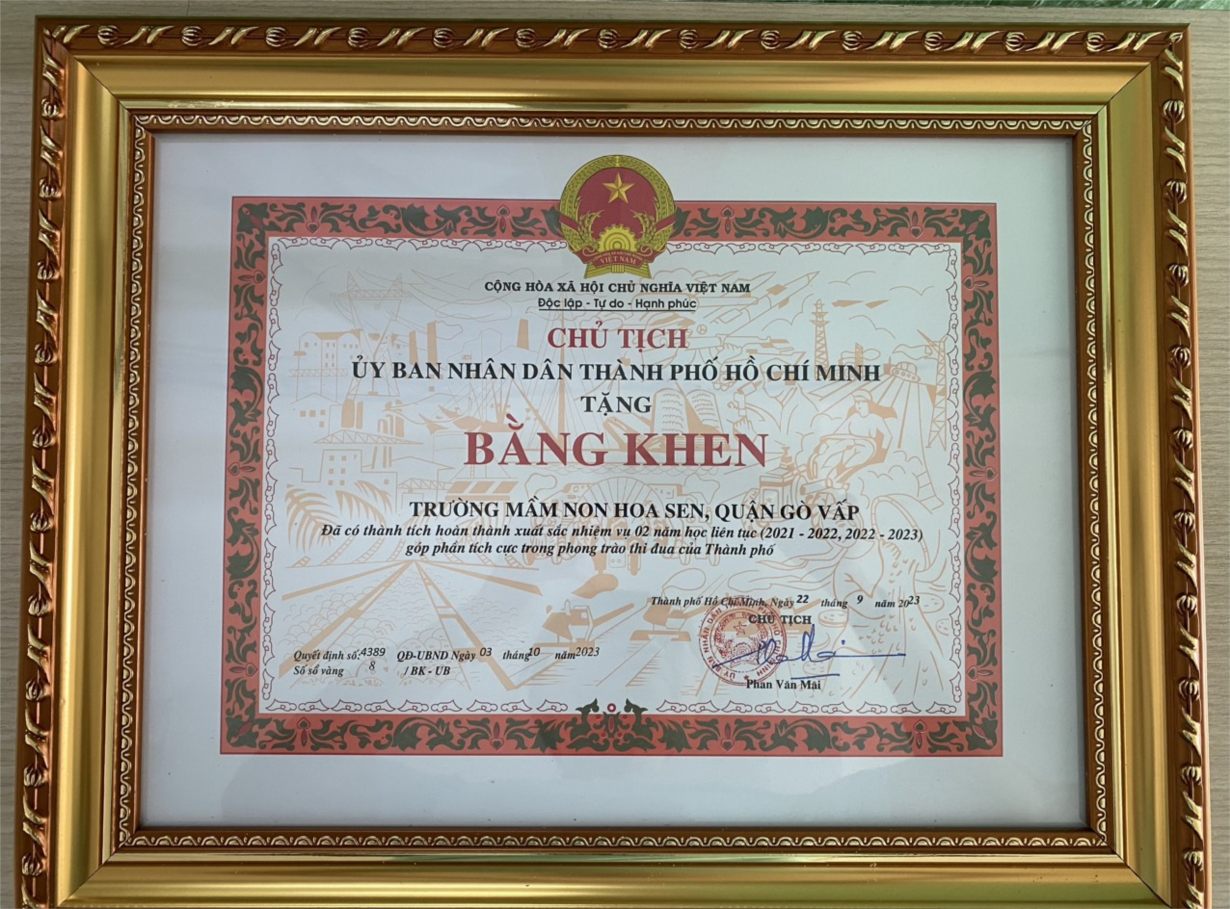 VIỆT NAM
CỘNG HÒA XÃ HỘI CHỦ NGHĨA VIỆT NAM
Độc lập - Tự do - Hạnh phúc
CHỦ TỊCH
ỦY BAN NHÂN DÂN THÀNH PHỐ HỒ CHÍ MINH
TẶNG
BẰNG KHEN
TRƯỜNG MẦM NON HOA SEN, QUẬN GÒ VẤP
Đã có thành tích hoàn thành xuất sắc nhiệm vụ 02 năm học liên tục (2021 - 2022, 2022 - 2023)
góp phần tích cực trong phong trào thi đua của Thành phố
Thành phố Hồ Chí Minh, Ngày 22 tháng 9 năm 2023
CHỦ TỊCH
Quyết định số: 4389 QĐ-UBND Ngày 03 tháng 10 năm 2023
Số sổ vàng 8 / BK - UB
Phan Văn Mãi